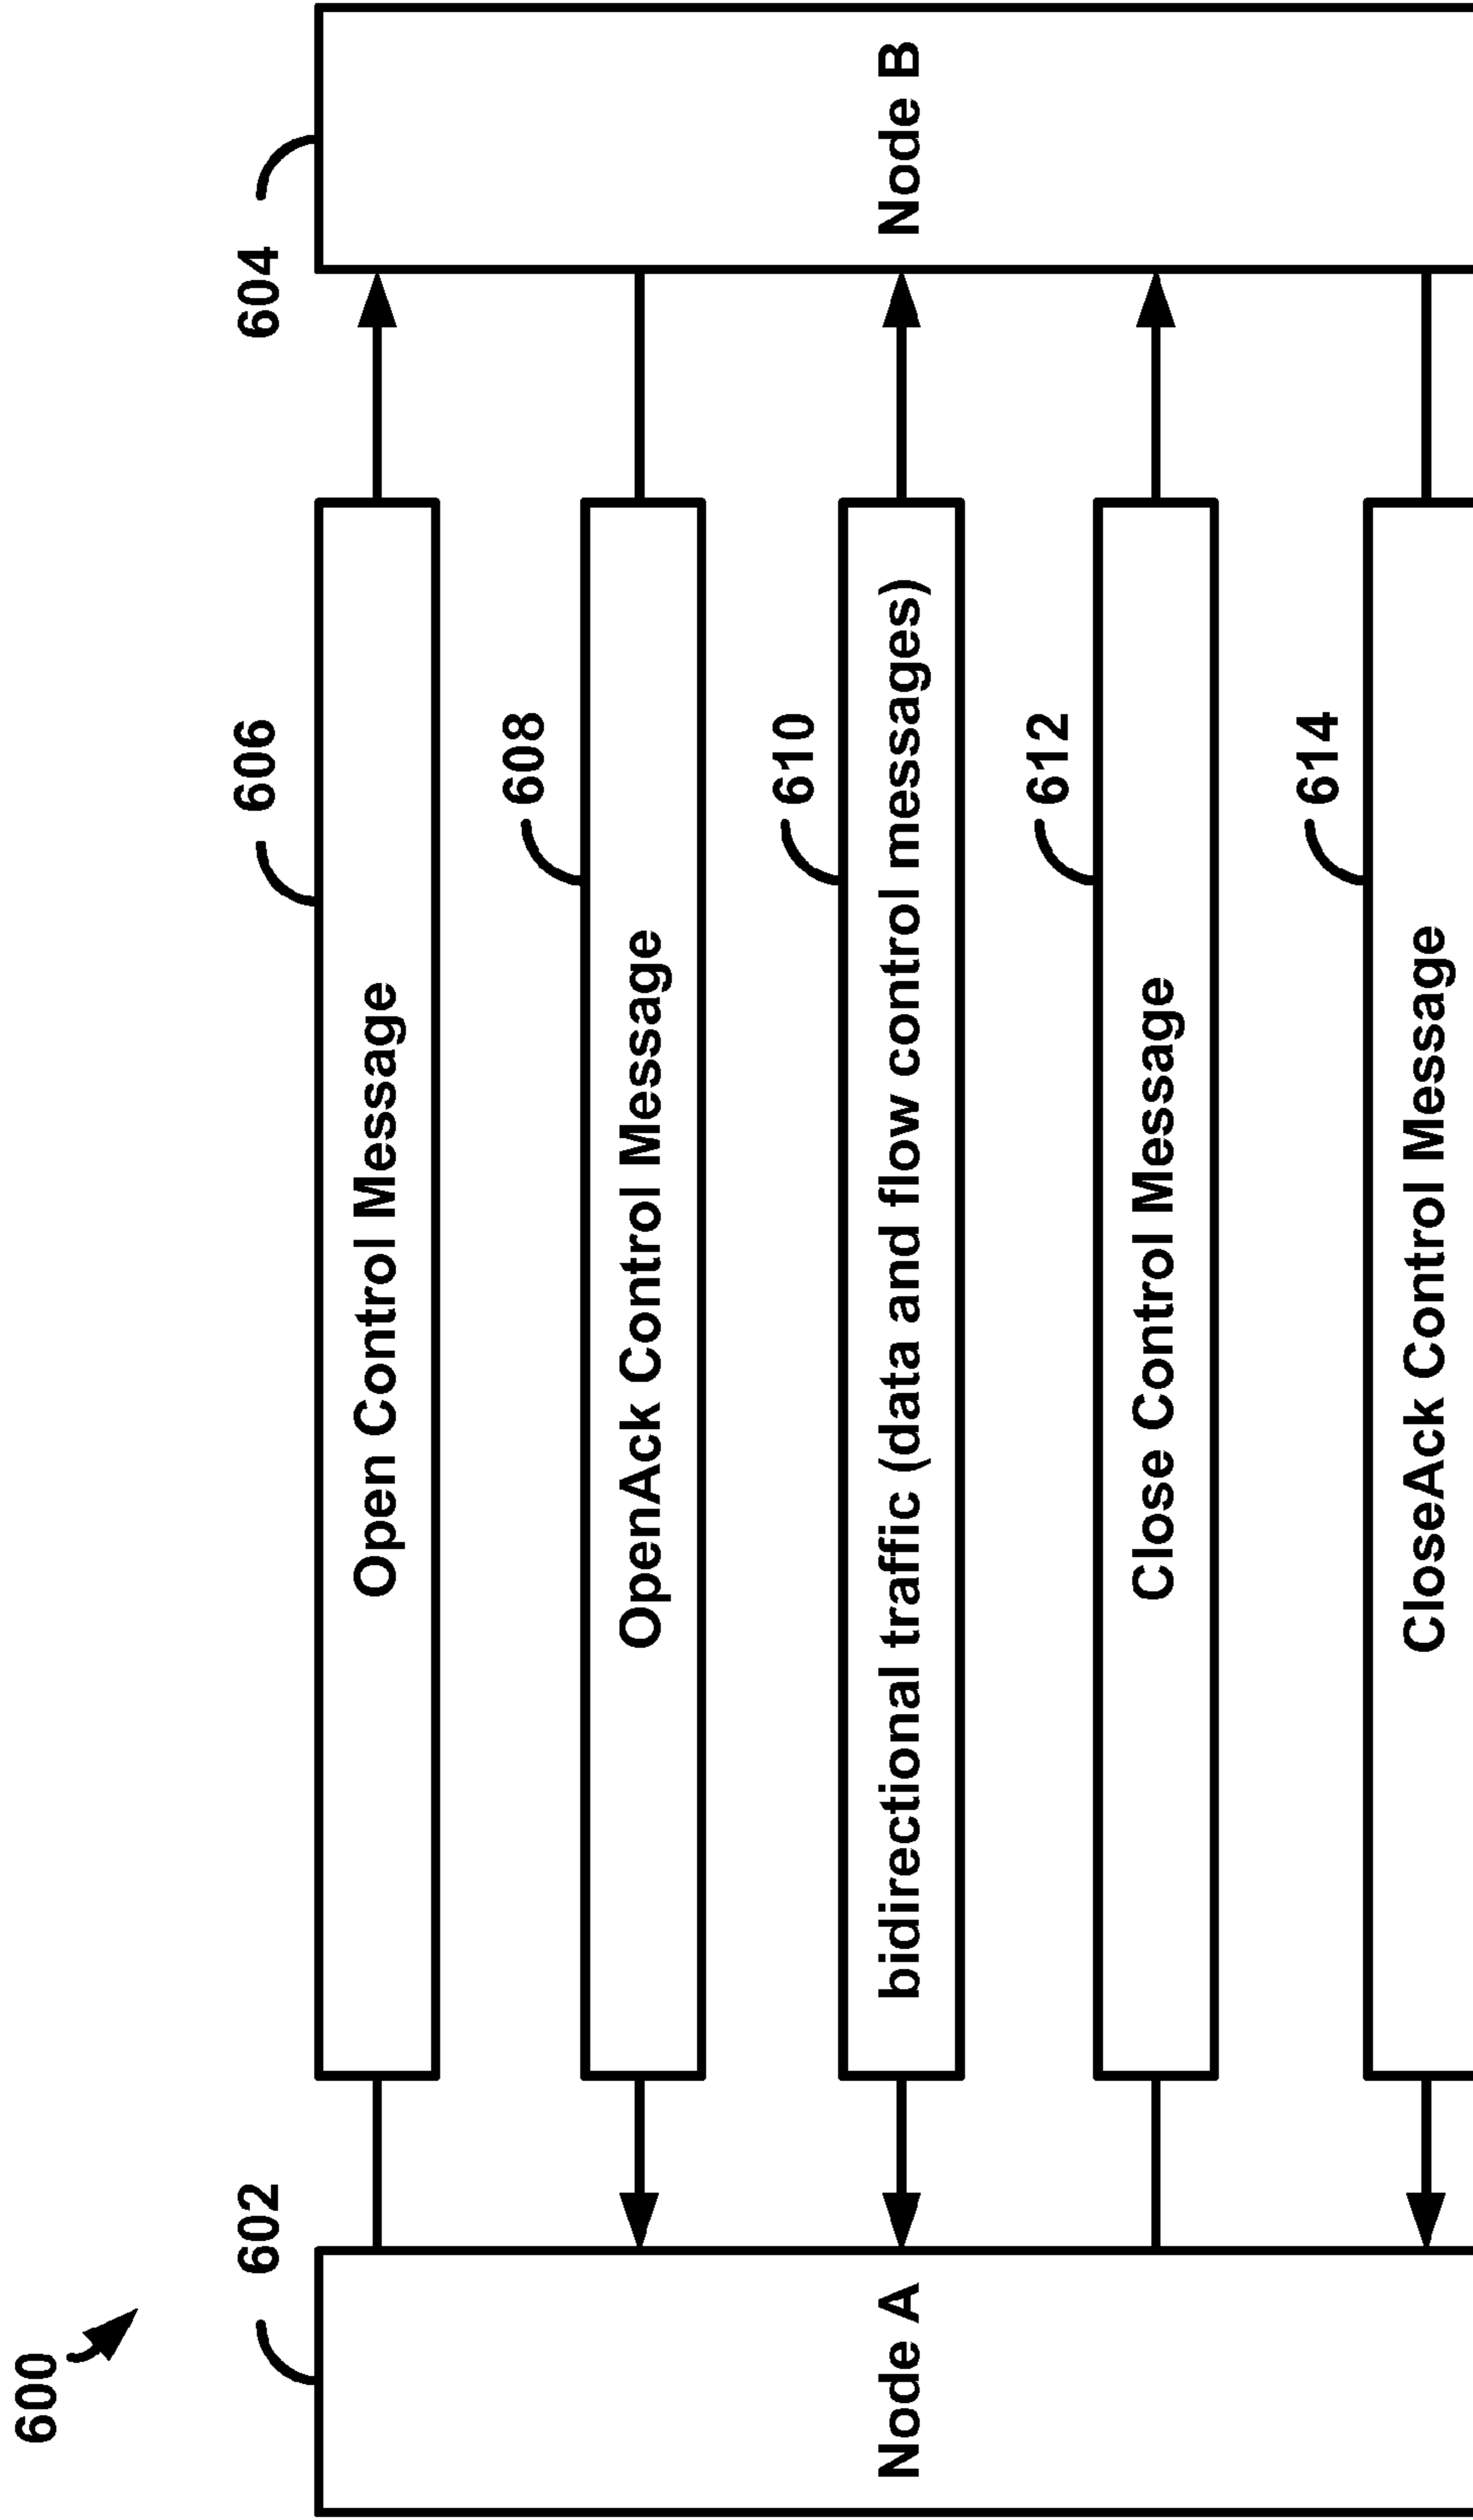 600
602
604
606
Open Control Message
608
OpenAck Control Message
610
Node A
bidirectional traffic (data and flow control messages)
Node B
612
Close Control Message
614
CloseAck Control Message